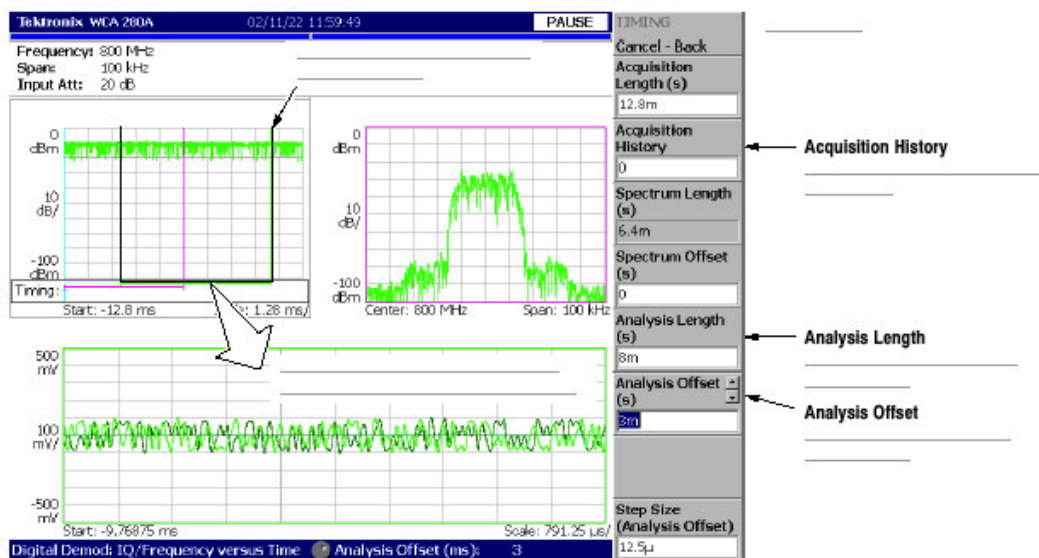 Tektronix WCA 280A 02/11/22 11:59:49 PAUSE
Frequency: 800 MHz
Span: 100 kHz
Input Att: 20 dB
0
dBm
10
dB/
-100
dBm
Timing:
Start: -12.8 ms 1.28 ms/
0
dBm
10
dB/
-100
dBm
Center: 800 MHz Span: 100 kHz
500
mV
100
mV/
-500
mV
Start: -9.76875 ms Scale: 791.25 µs/
Digital Demod: IQ/Frequency versus Time Analysis Offset (ms): 3
TIMING
Cancel - Back
Acquisition
Length (s)
12.8m
Acquisition
History
0
Spectrum Length
(s)
6.4m
Spectrum Offset
(s)
0
Analysis Length
(s)
8m
Analysis Offset
(s)
3m
Step Size
(Analysis Offset)
12.5µ
Acquisition History
Analysis Length
Analysis Offset